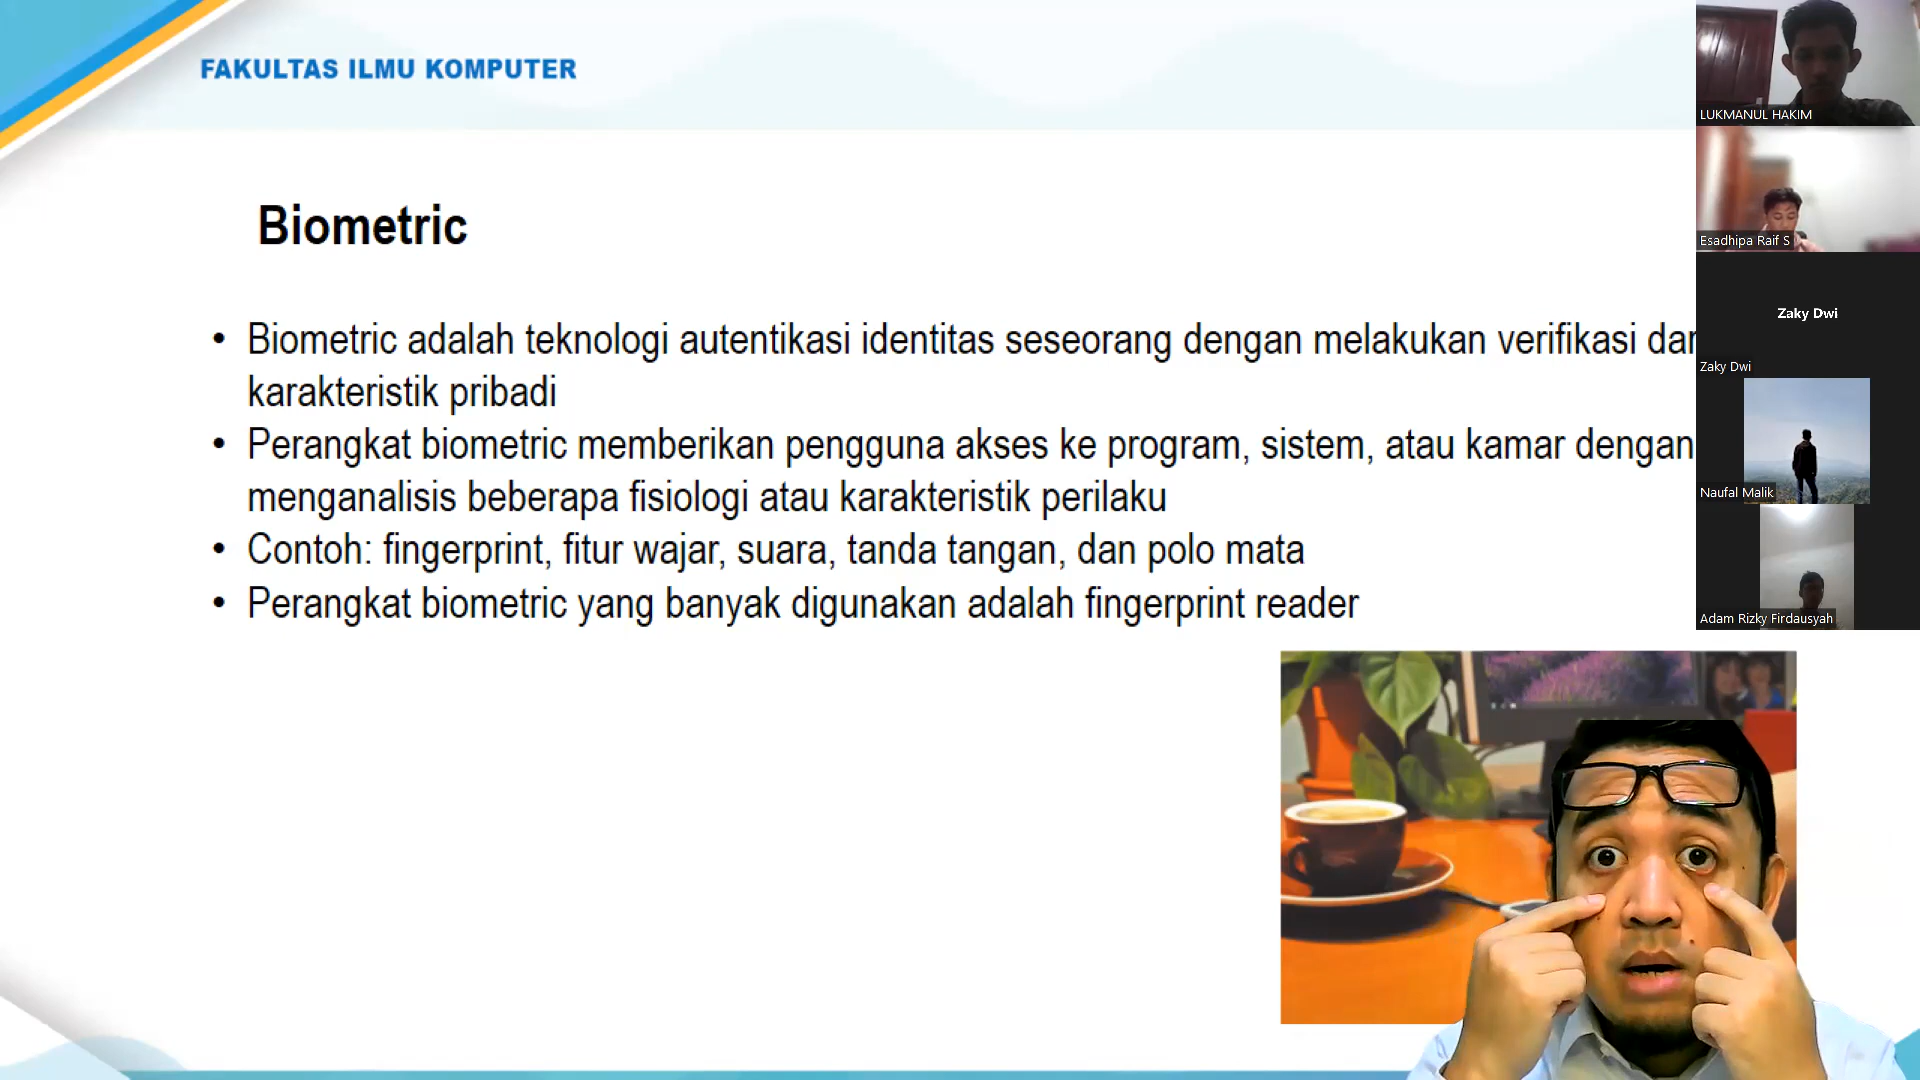 FAKULTAS ILMU KOMPUTER
Biometric
• Biometric adalah teknologi autentikasi identitas seseorang dengan melakukan verifikasi dar
karakteristik pribadi
• Perangkat biometric memberikan pengguna akses ke program, sistem, atau kamar dengan
menganalisis beberapa fisiologi atau karakteristik perilaku
• Contoh: fingerprint, fitur wajar, suara, tanda tangan, dan polo mata
• Perangkat biometric yang banyak digunakan adalah fingerprint reader
LUKMANUL HAKIM
Esadhipa Raif S
Zaky Dwi
Zaky Dwi
Naufal Malik
Adam Rizky Firdausyah